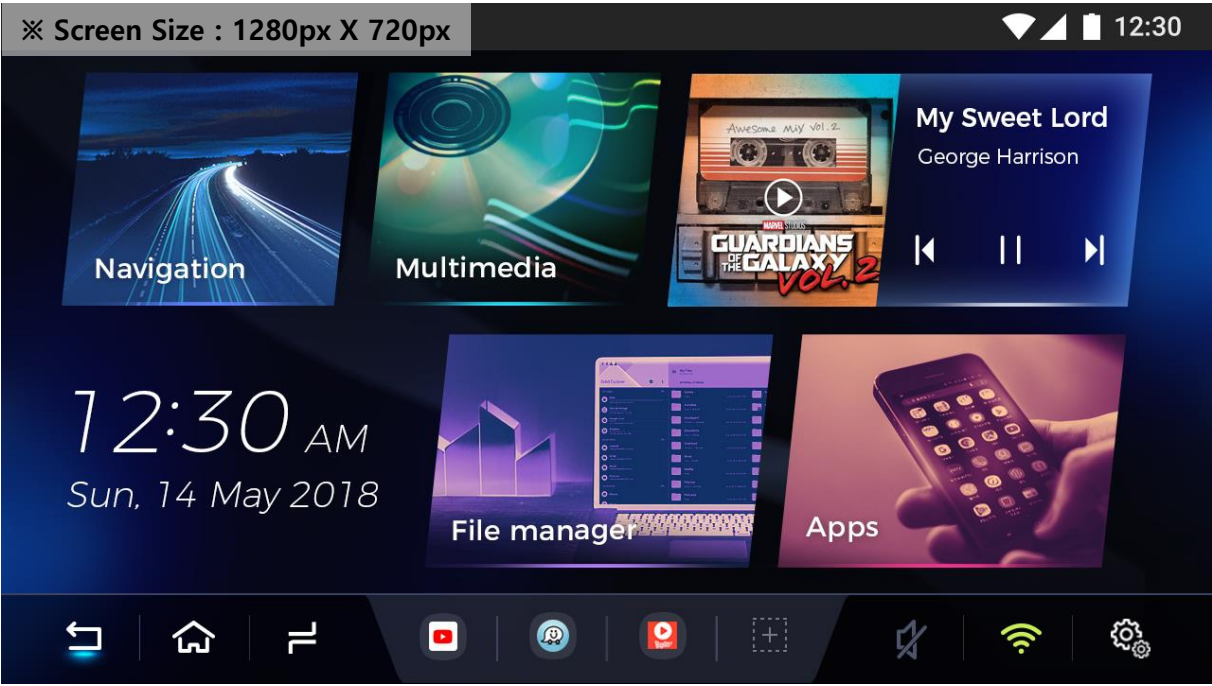 ※ Screen Size : 1280px X 720px
12:30
Navigation
Multimedia
Awesome Mix Vol.2
MARVEL STUDIOS
GUARDIANS
OF THE GALAXY
VOL. 2
My Sweet Lord
George Harrison
12:30 AM
Sun, 14 May 2018
File manager
Apps